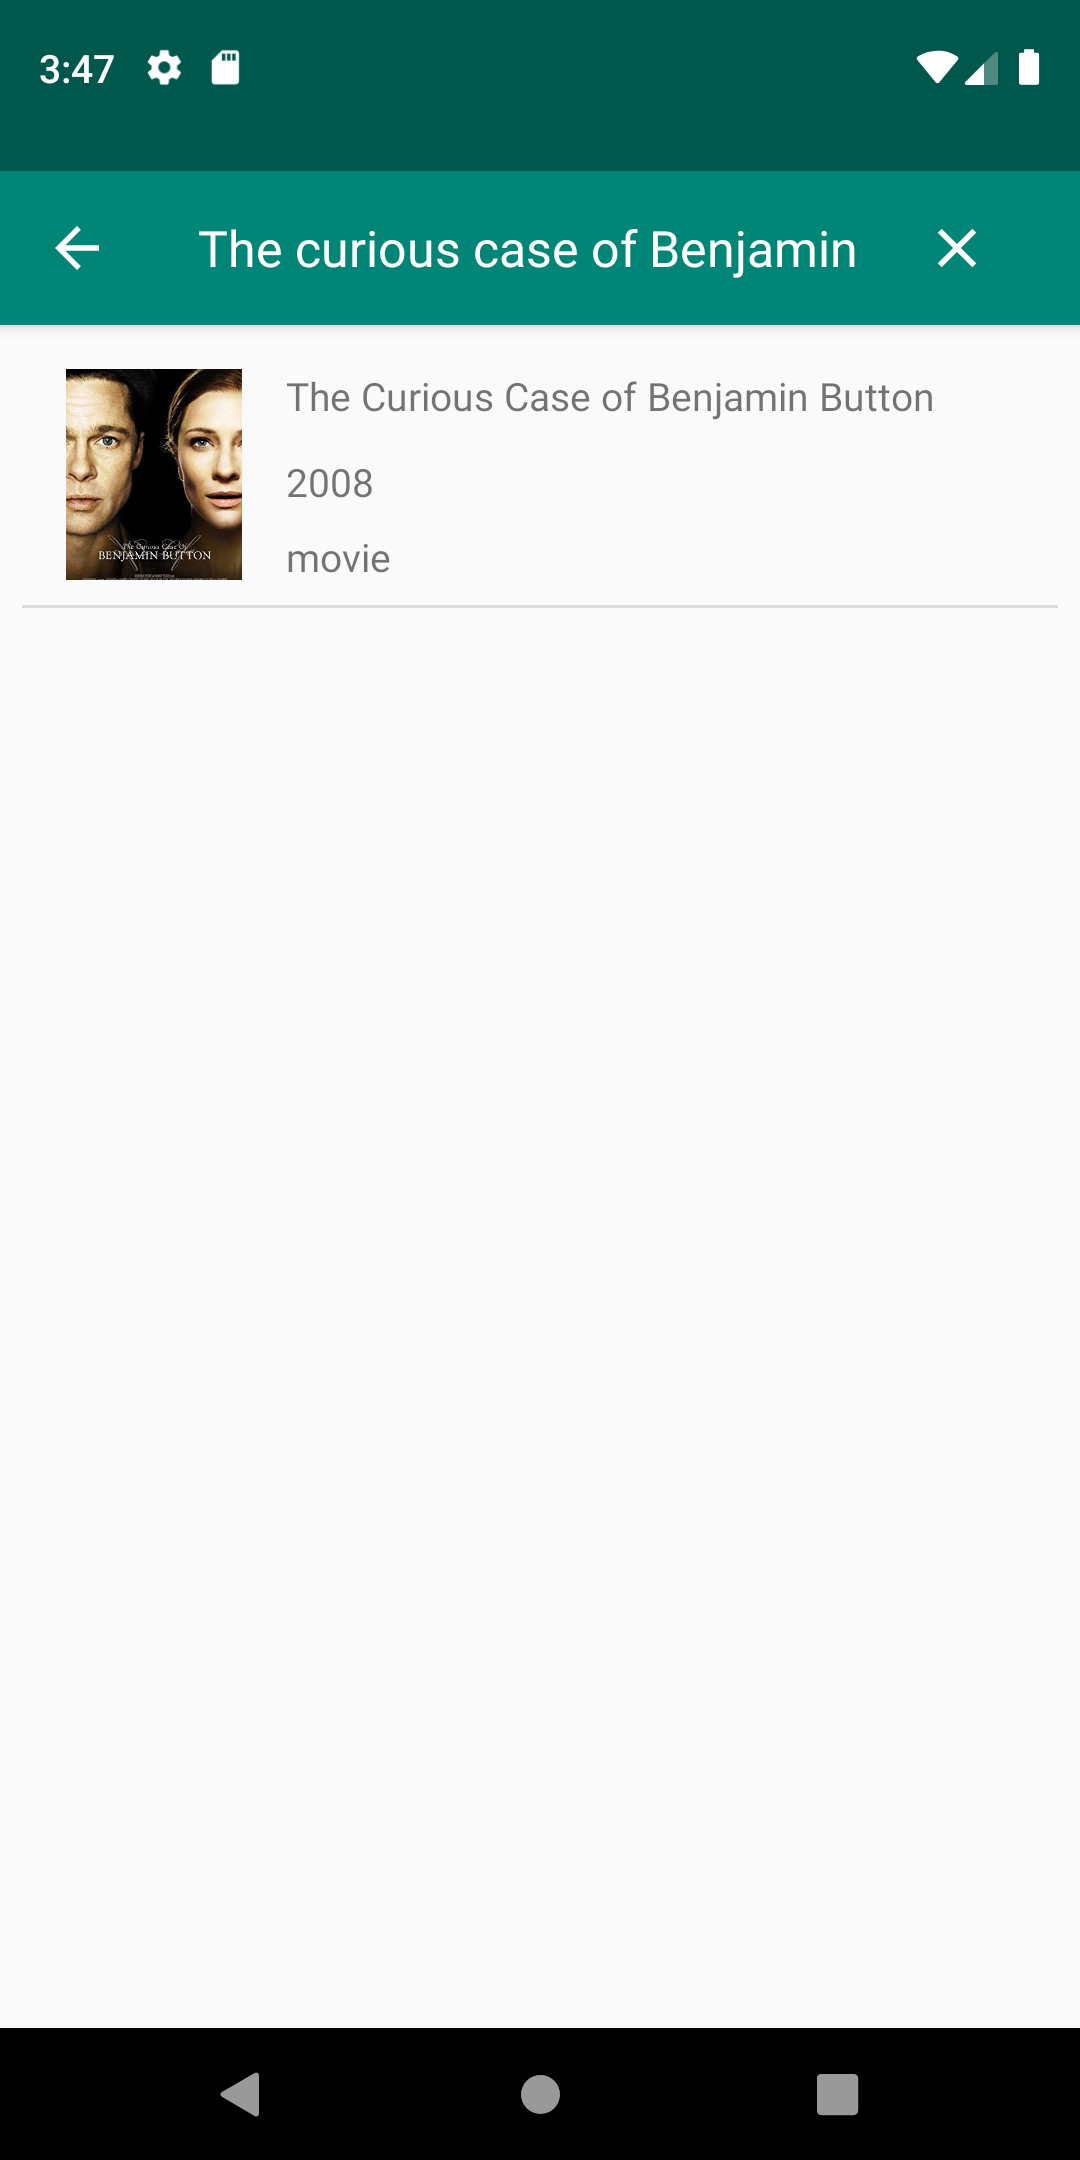 3:47
The curious case of Benjamin
The Curious Case of Benjamin Button
2008
movie
The Curious Case Of
BENJAMIN BUTTON